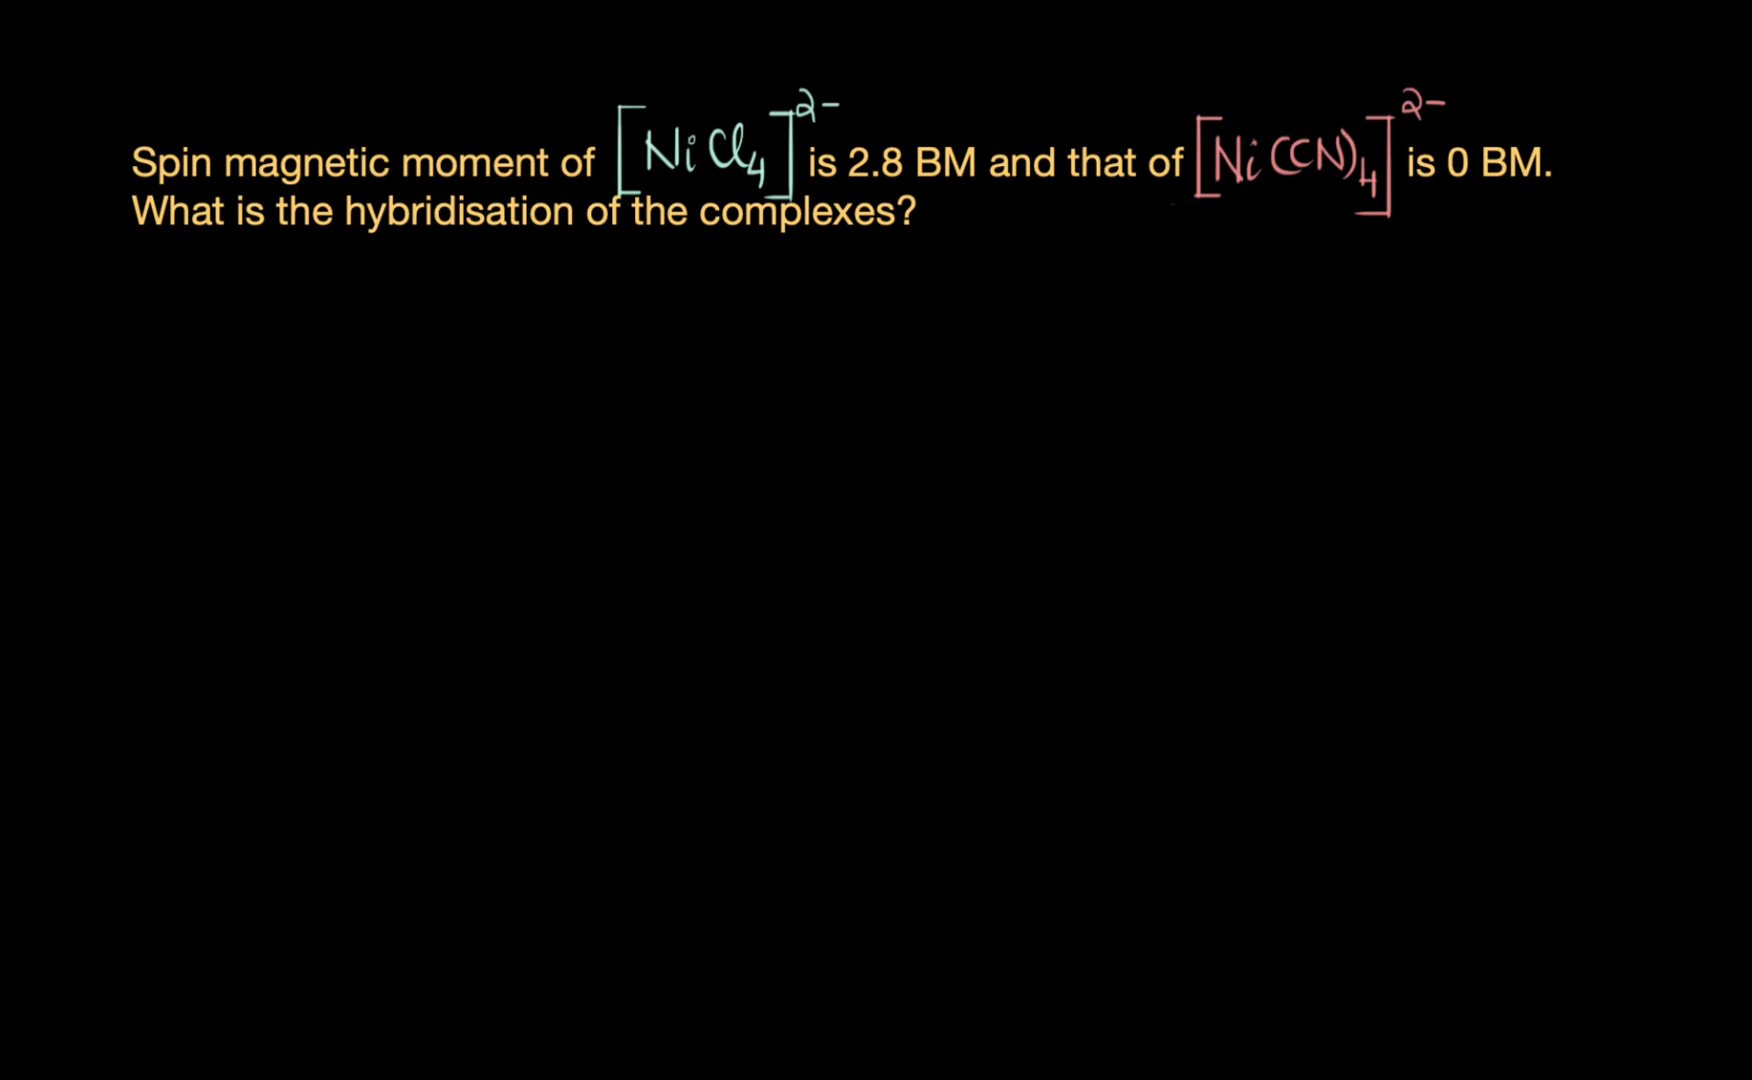 Spin magnetic moment of [NiCl₄]²⁻ is 2.8 BM and that of [Ni(CN)₄]²⁻ is 0 BM.
What is the hybridisation of the complexes?